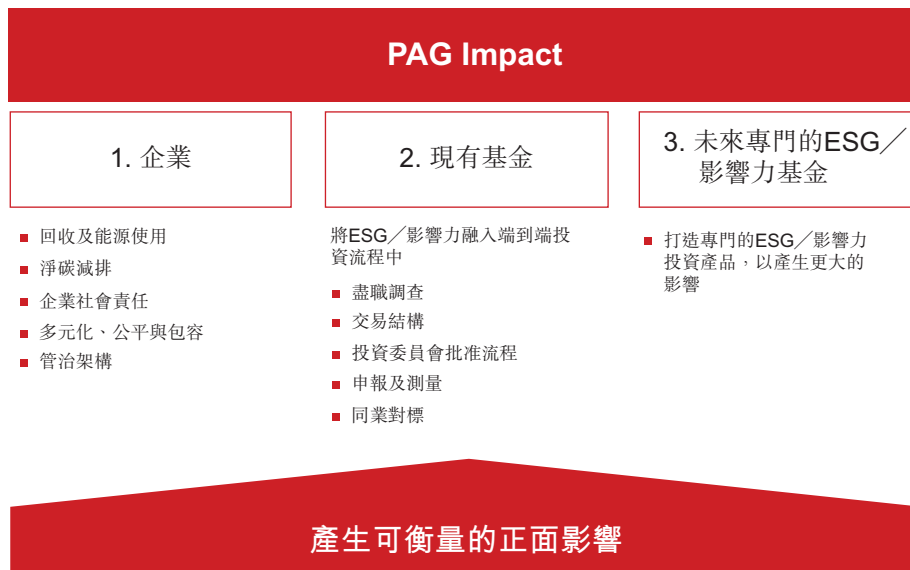 PAG Impact
1. 企業
回收及能源使用
淨碳減排
企業社會責任
多元化、公平與包容
管治架構
2. 現有基金
將ESG／影響力融入端到端投
資流程中
盡職調查
交易結構
投資委員會批准流程
申報及測量
同業對標
3. 未來專門的ESG／
影響力基金
打造專門的ESG／影響力
投資產品，以產生更大的
影響
產生可衡量的正面影響